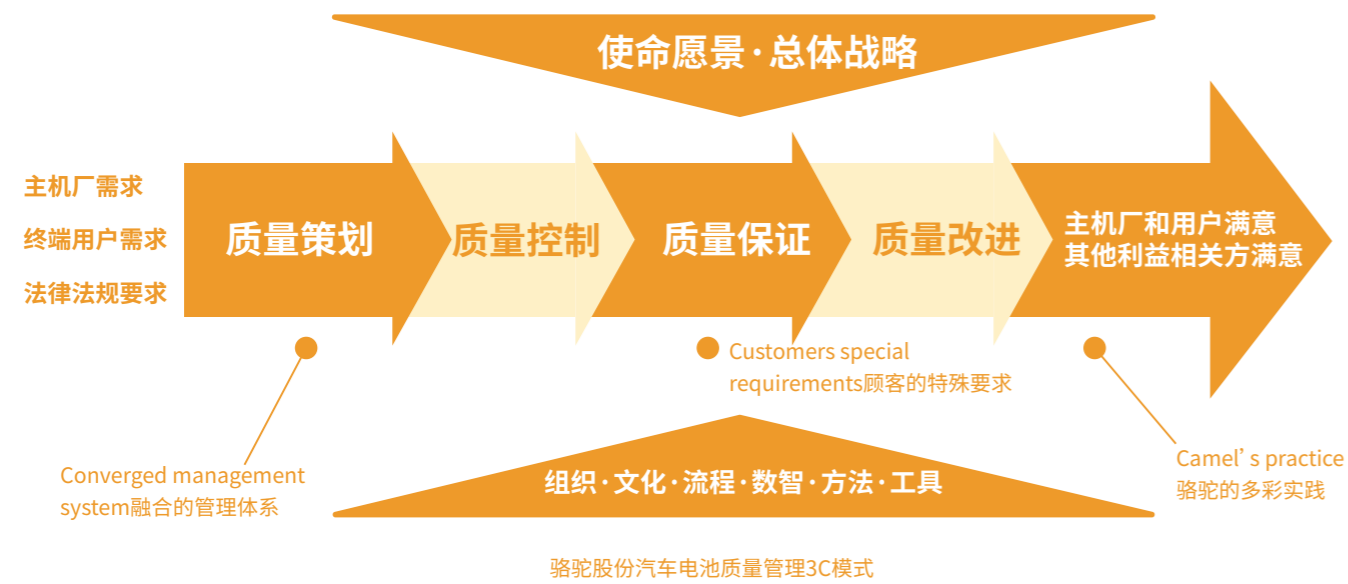 使命愿景·总体战略
主机厂需求
终端用户需求
法律法规要求
质量策划
质量控制
质量保证
质量改进
主机厂和用户满意
其他利益相关方满意
Customers special
requirements顾客的特殊要求
Converged management
system融合的管理体系
组织·文化·流程·数智·方法·工具
Camel’s practice
骆驼的多彩实践
骆驼股份汽车电池质量管理3C模式